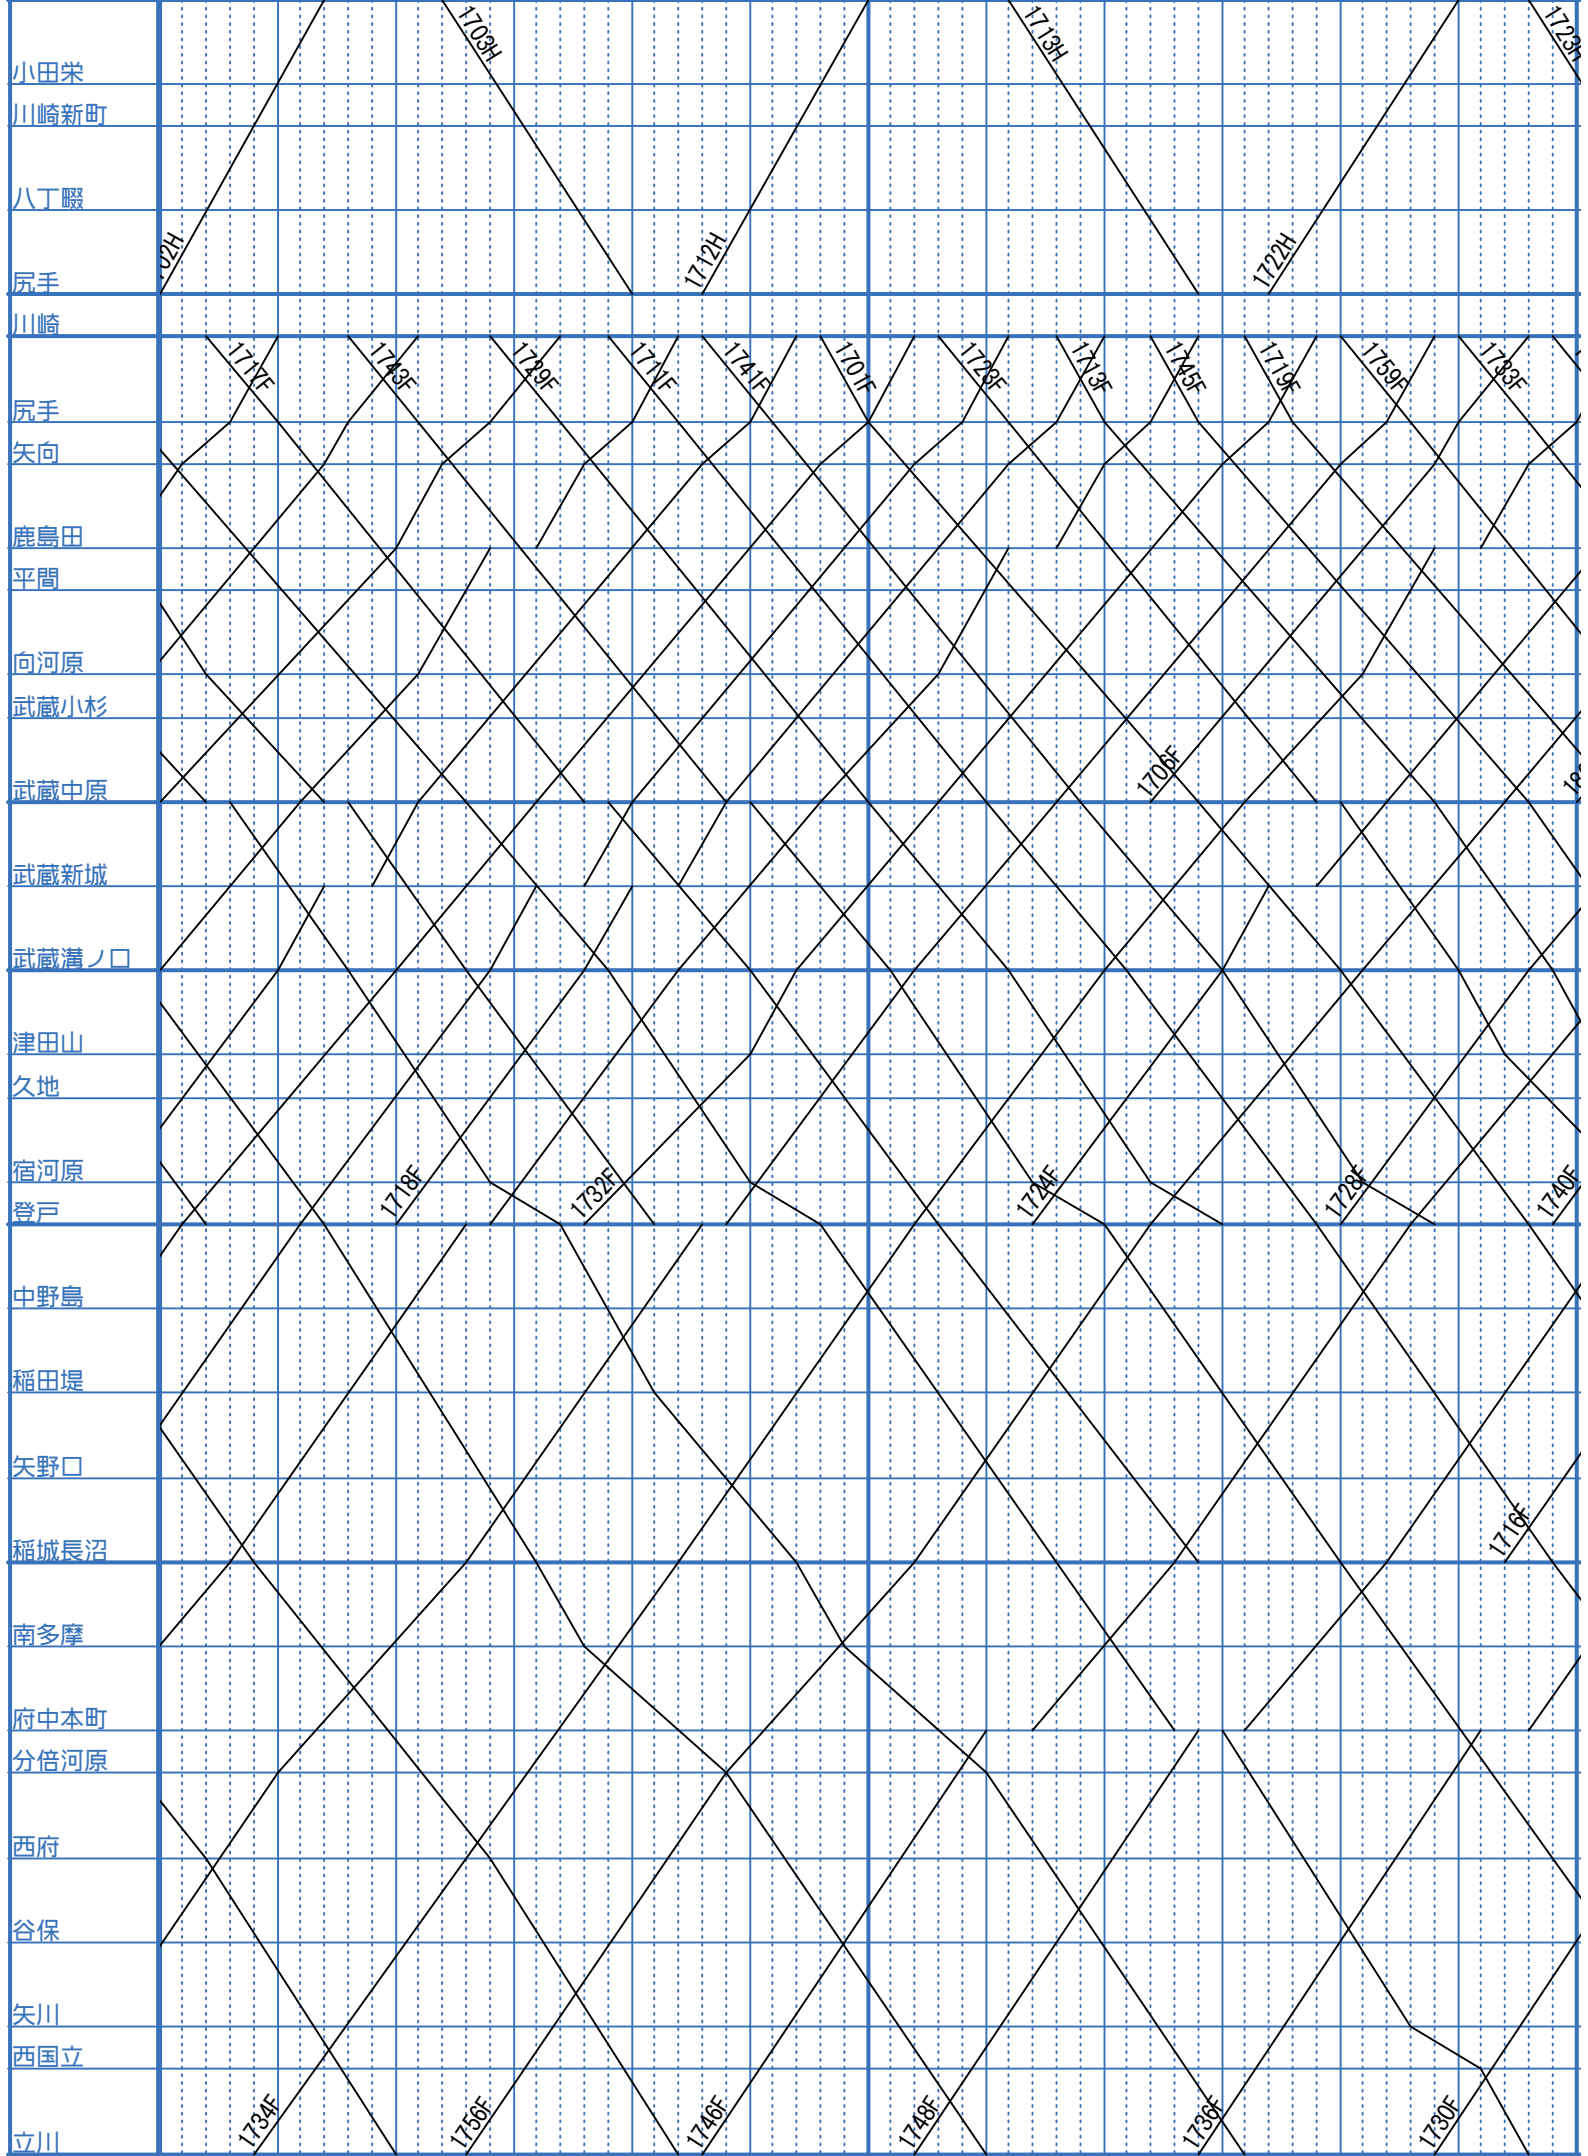 1703H
1713H
1723H
小田栄
川崎新町
八丁畷
02H
1712H
1722H
尻手
川崎
1717F
1743F
1729F
1711F
1741F
1701F
1723F
1713F
1745F
1719F
1759F
1733F
尻手
矢向
鹿島田
平間
向河原
武蔵小杉
1706F
武蔵中原
武蔵新城
武蔵溝ノ口
津田山
久地
宿河原
1718F
1732F
1724F
1728F
1740F
登戸
中野島
稲田堤
矢野口
1716F
稲城長沼
南多摩
府中本町
分倍河原
西府
谷保
矢川
西国立
1734F
1756F
1746F
1748F
1736F
1730F
立川